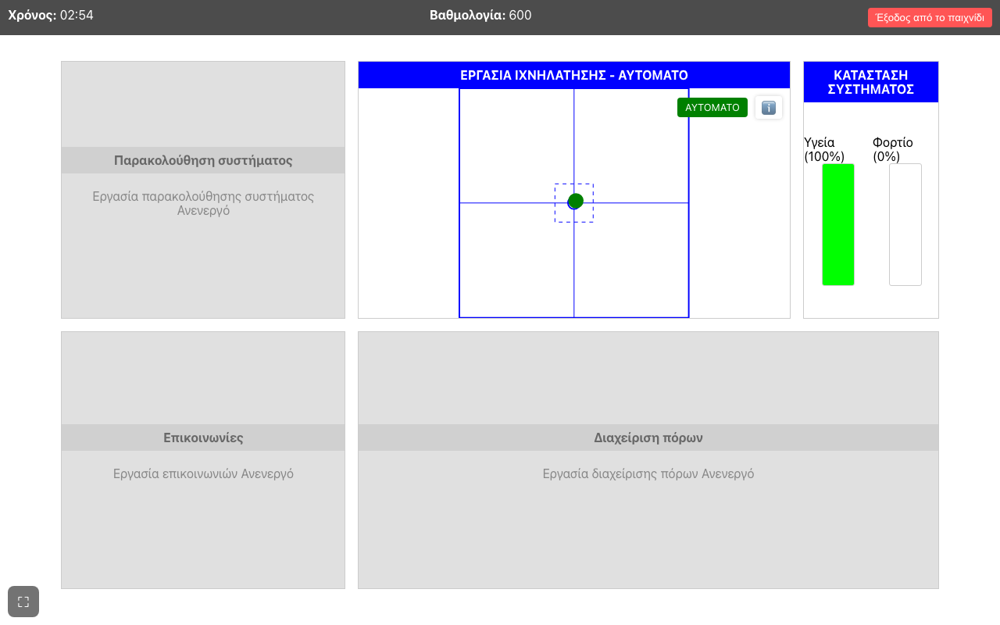 Χρόνος: 02:54
Βαθμολογία: 600
Έξοδος από το παιχνίδι
Παρακολούθηση συστήματος
Εργασία παρακολούθησης συστήματος
Ανενεργό
ΕΡΓΑΣΙΑ ΙΧΝΗΛΑΤΗΣΗΣ - ΑΥΤΟΜΑΤΟ
ΑΥΤΟΜΑΤΟ
ΚΑΤΑΣΤΑΣΗ
ΣΥΣΤΗΜΑΤΟΣ
Υγεία
(100%)
Φορτίο
(0%)
Επικοινωνίες
Εργασία επικοινωνιών Ανενεργό
Διαχείριση πόρων
Εργασία διαχείρισης πόρων Ανενεργό